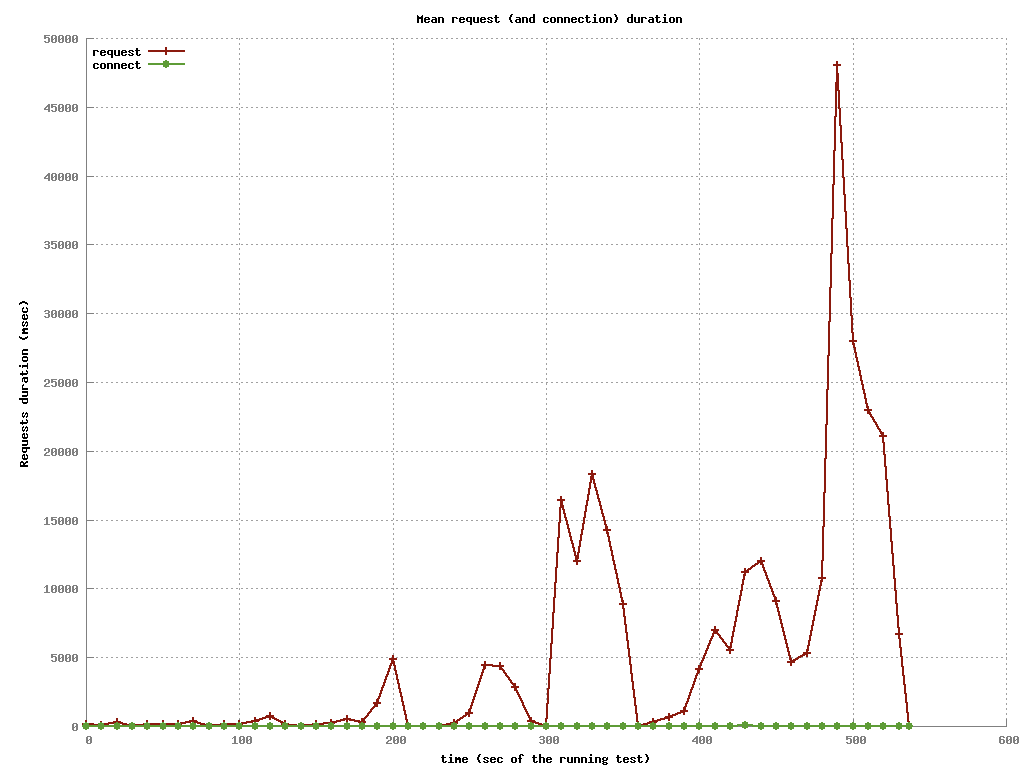 Mean request (and connection) duration
50000
request
connect
45000
40000
35000
30000
25000
20000
15000
10000
5000
0
Requests duration (msec)
0 100 200 300 400 500 600
time (sec of the running test)